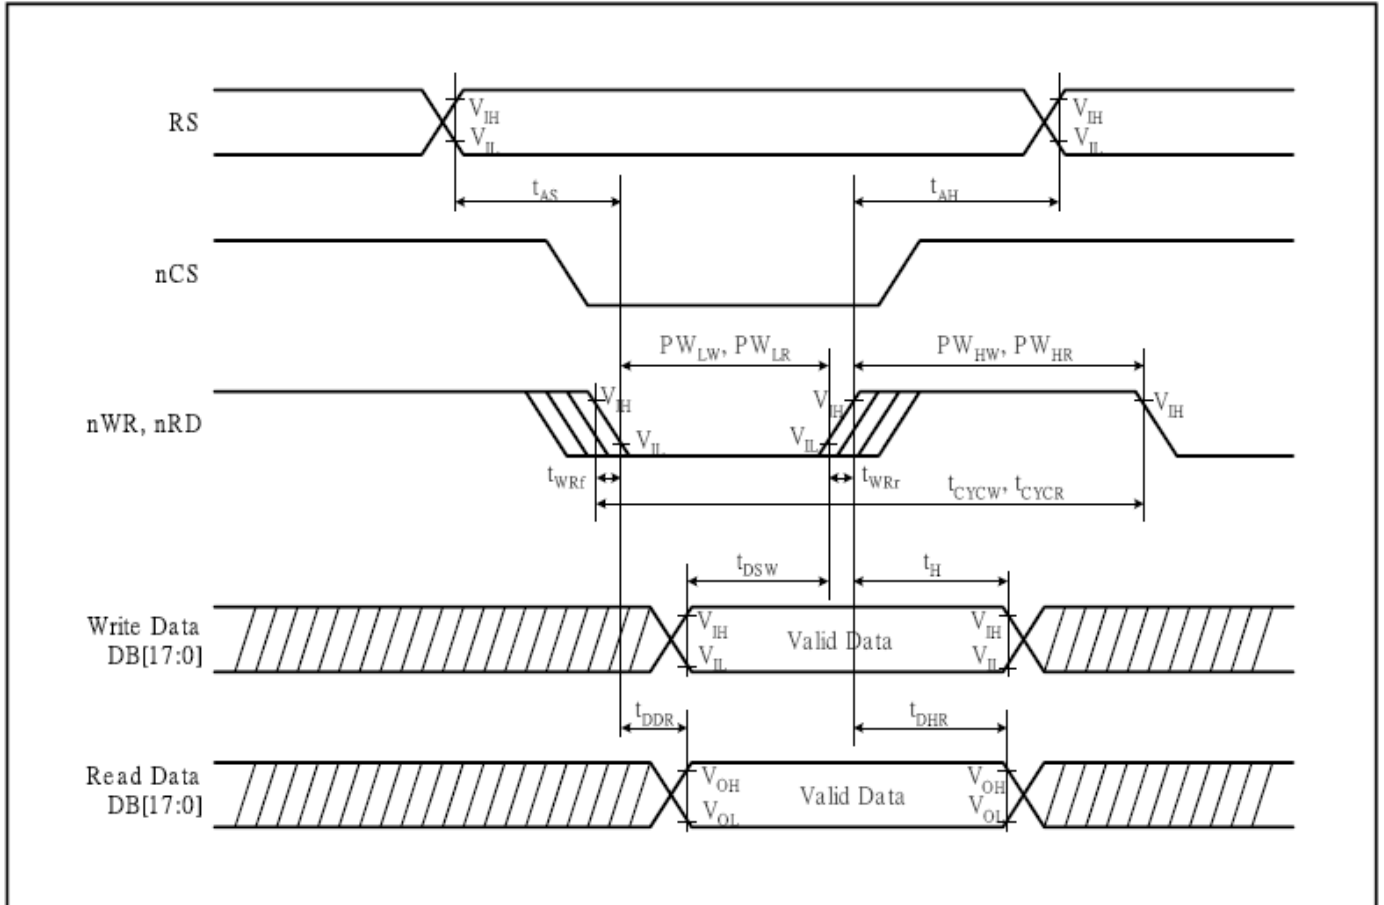 RS
V_IH
V_IL
V_IH
V_IL
t_AS
t_AH
nCS
PW_LW, PW_LR
PW_HW, PW_HR
nWR, nRD
V_IH
V_IL
V_IH
V_IL
V_IH
t_WRf
t_WRr
t_CYCW, t_CYCR
t_DSW
t_H
Write Data
DB[17:0]
V_IH
V_IL
Valid Data
V_IH
V_IL
t_DDR
t_DHR
Read Data
DB[17:0]
V_OH
V_OL
Valid Data
V_OH
V_OL